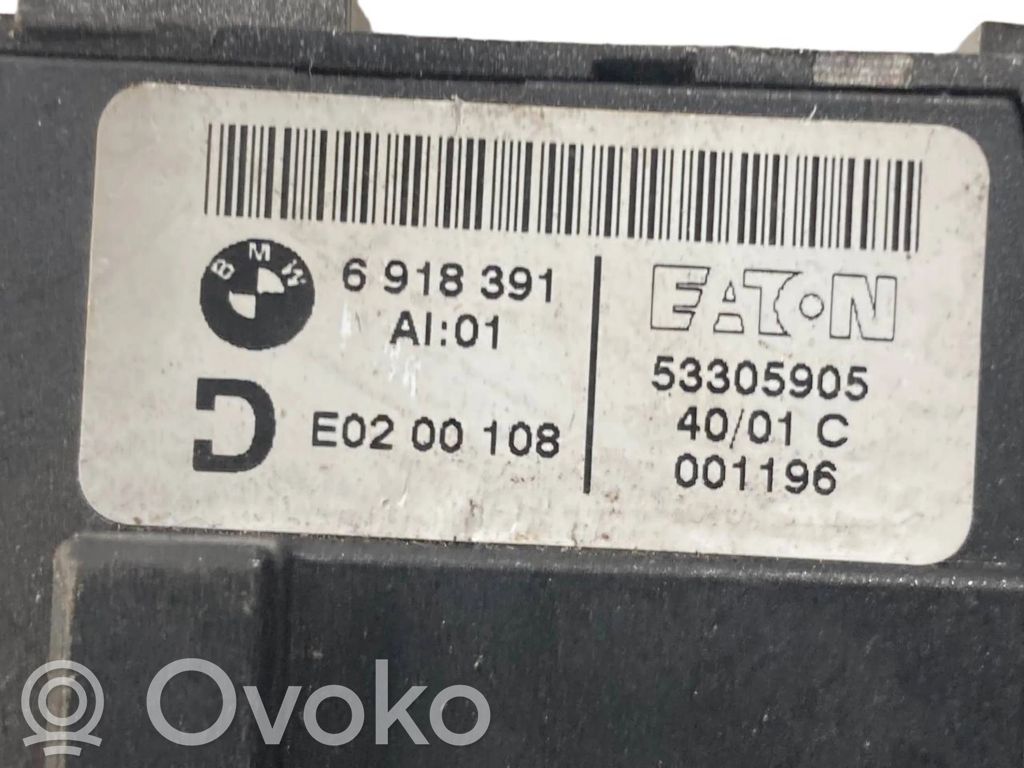 BMW
6 918 391
AI:01
E02 00 108
EATON
53305905
40/01 C
001196
Ovoko